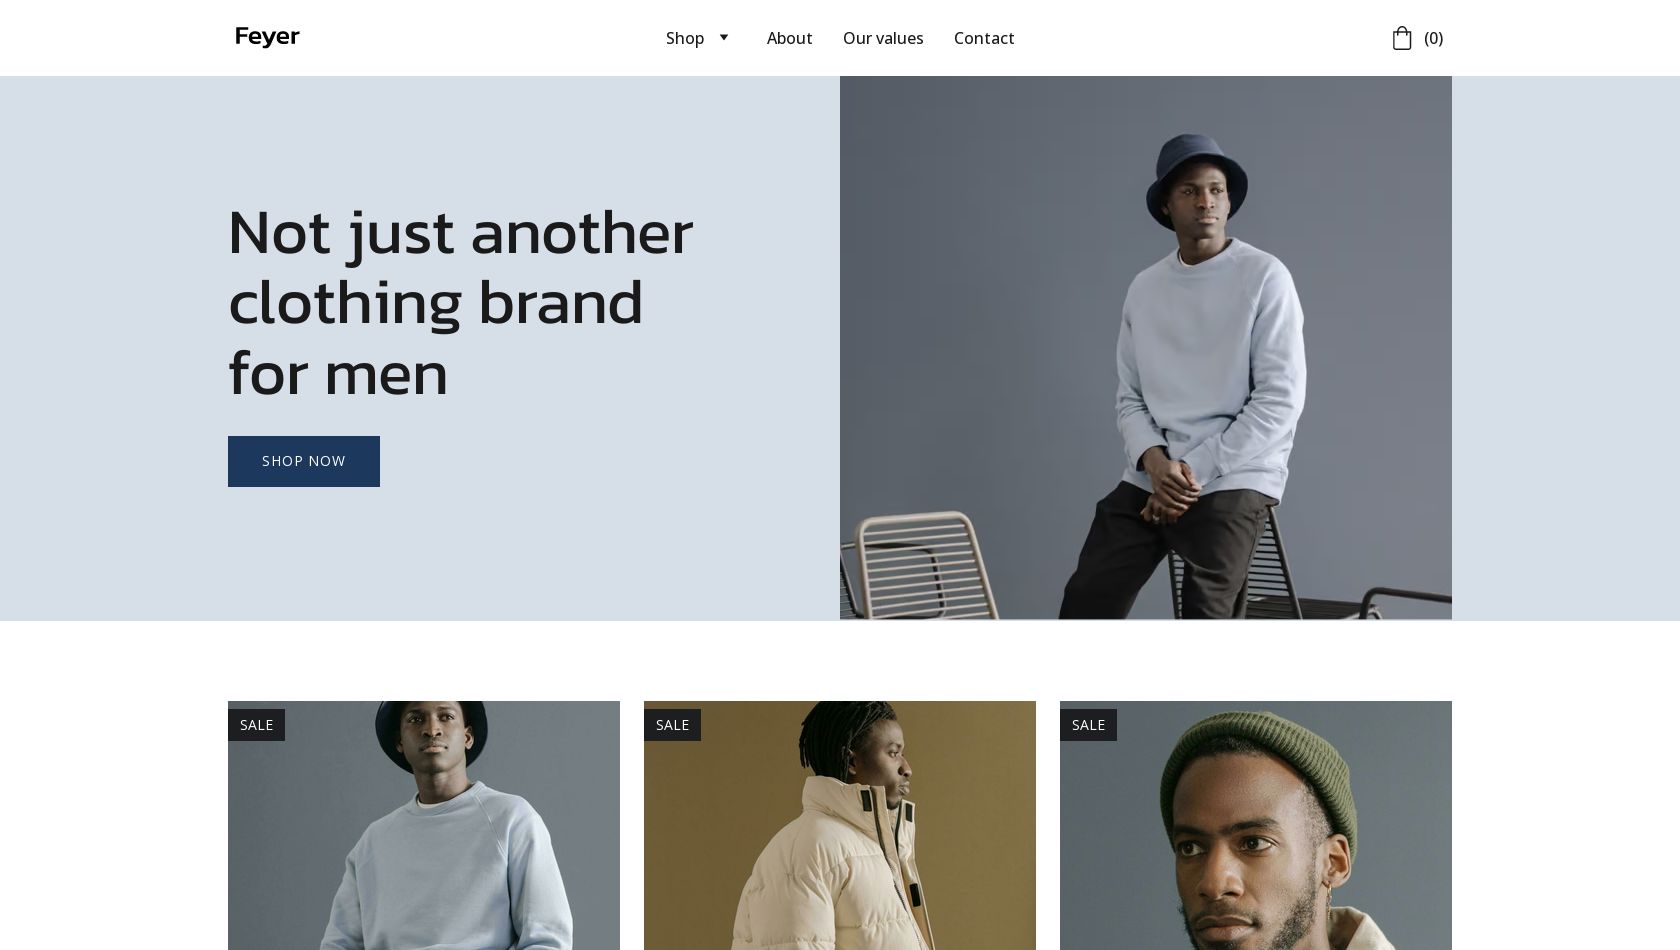 Feyer
Shop
About
Our values
Contact
(0)
Not just another
clothing brand
for men
SHOP NOW
SALE
SALE
SALE